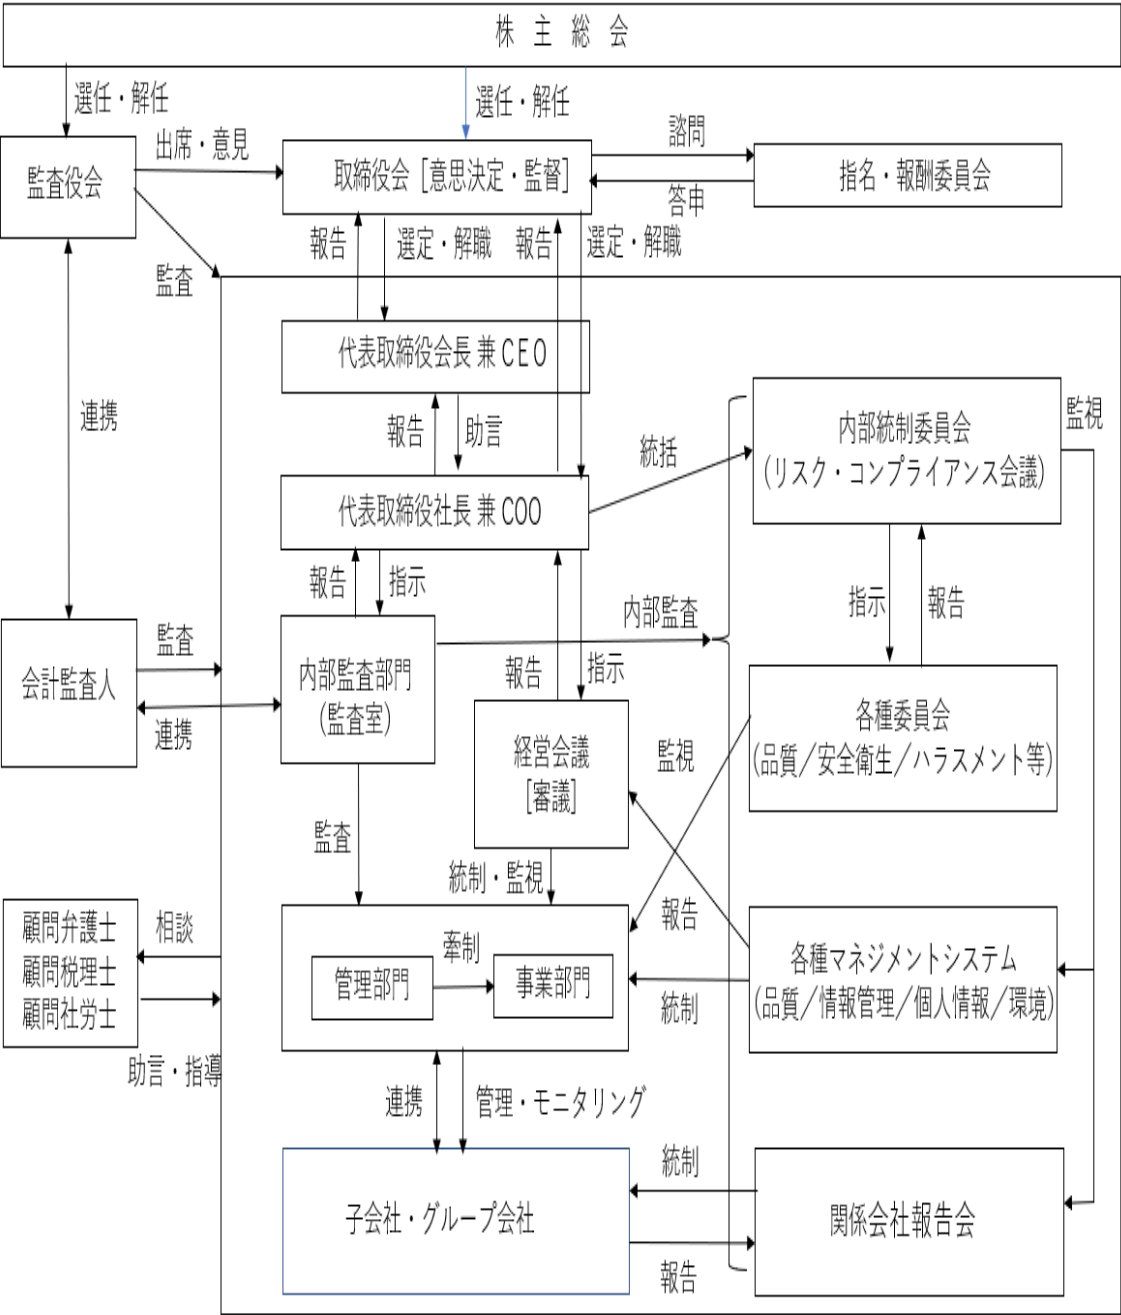 株 主 総 会
選任・解任
選任・解任
監査役会
出席・意見
取締役会 [意思決定・監督]
諮問
答申
指名・報酬委員会
監査
報告
選定・解職
報告
選定・解職
代表取締役会長 兼 CEO
連携
報告
助言
統括
内部統制委員会
(リスク・コンプライアンス会議)
監視
代表取締役社長 兼 COO
報告
指示
内部監査
指示
報告
会計監査人
監査
連携
内部監査部門
(監査室)
報告
指示
経営会議
[審議]
監視
各種委員会
(品質/安全衛生/ハラスメント等)
監査
統制・監視
報告
顧問弁護士
顧問税理士
顧問社労士
相談
助言・指導
管理部門
牽制
事業部門
統制
各種マネジメントシステム
(品質/情報管理/個人情報/環境)
連携
管理・モニタリング
子会社・グループ会社
統制
報告
関係会社報告会